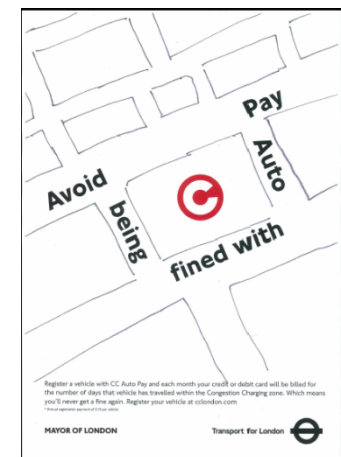 Avoid
being
fined with
Auto
Pay
Register a vehicle with CC Auto Pay and each month your credit or debit card will be billed for
the number of days that vehicle has travelled within the Congestion Charging zone. Which means
you'll never get a fine again. Register your vehicle at cclondon.com
MAYOR OF LONDON
Transport for London